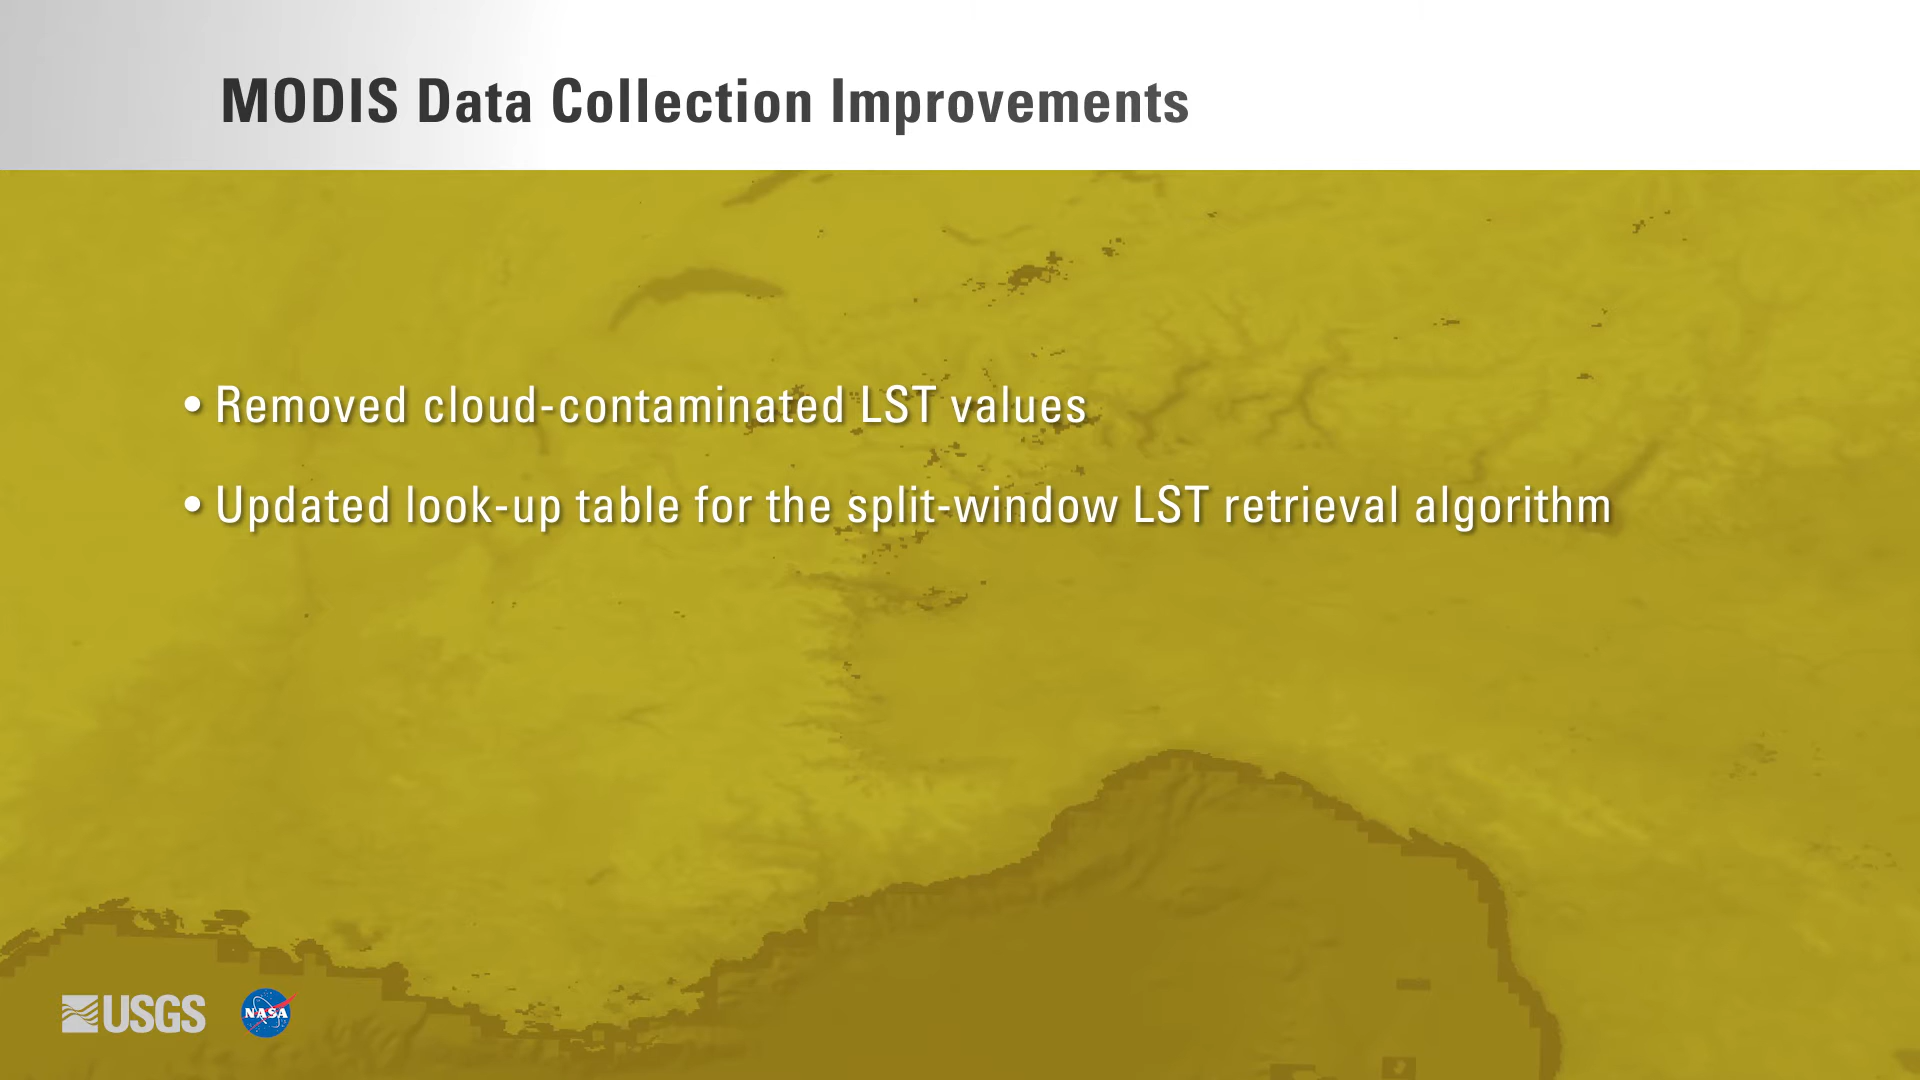 MODIS Data Collection Improvements
• Removed cloud-contaminated LST values
• Updated look-up table for the split-window LST retrieval algorithm
USGS
NASA